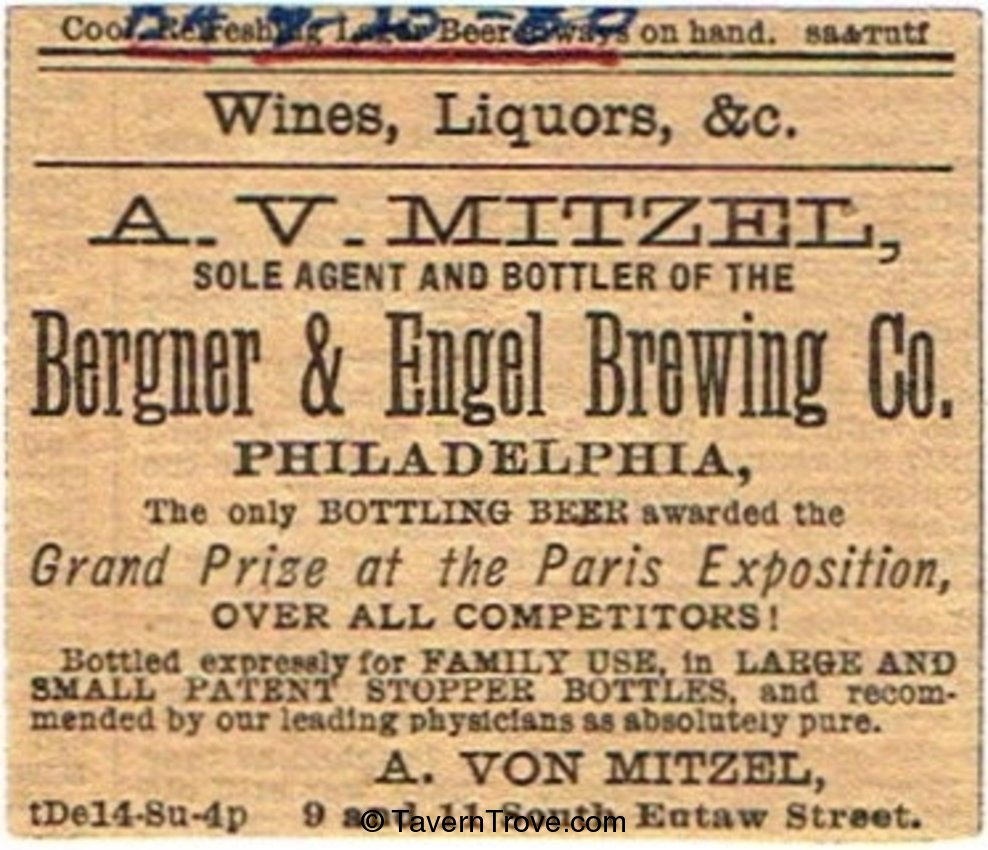 Cool Refreshing Lager Beer always on hand. sa&Tutf
Wines, Liquors, &c.
A. V. MITZEL,
SOLE AGENT AND BOTTLER OF THE
Bergner & Engel Brewing Co.
PHILADELPHIA,
The only BOTTLING BEER awarded the
Grand Prize at the Paris Exposition,
OVER ALL COMPETITORS!
Bottled expressly for FAMILY USE, in LARGE AND
SMALL PATENT STOPPER BOTTLES, and recom-
mended by our leading physicians as absolutely pure.
A. VON MITZEL,
tDe14-Su-4p 9 and 11 South Eutaw Street.
© TavernTrove.com